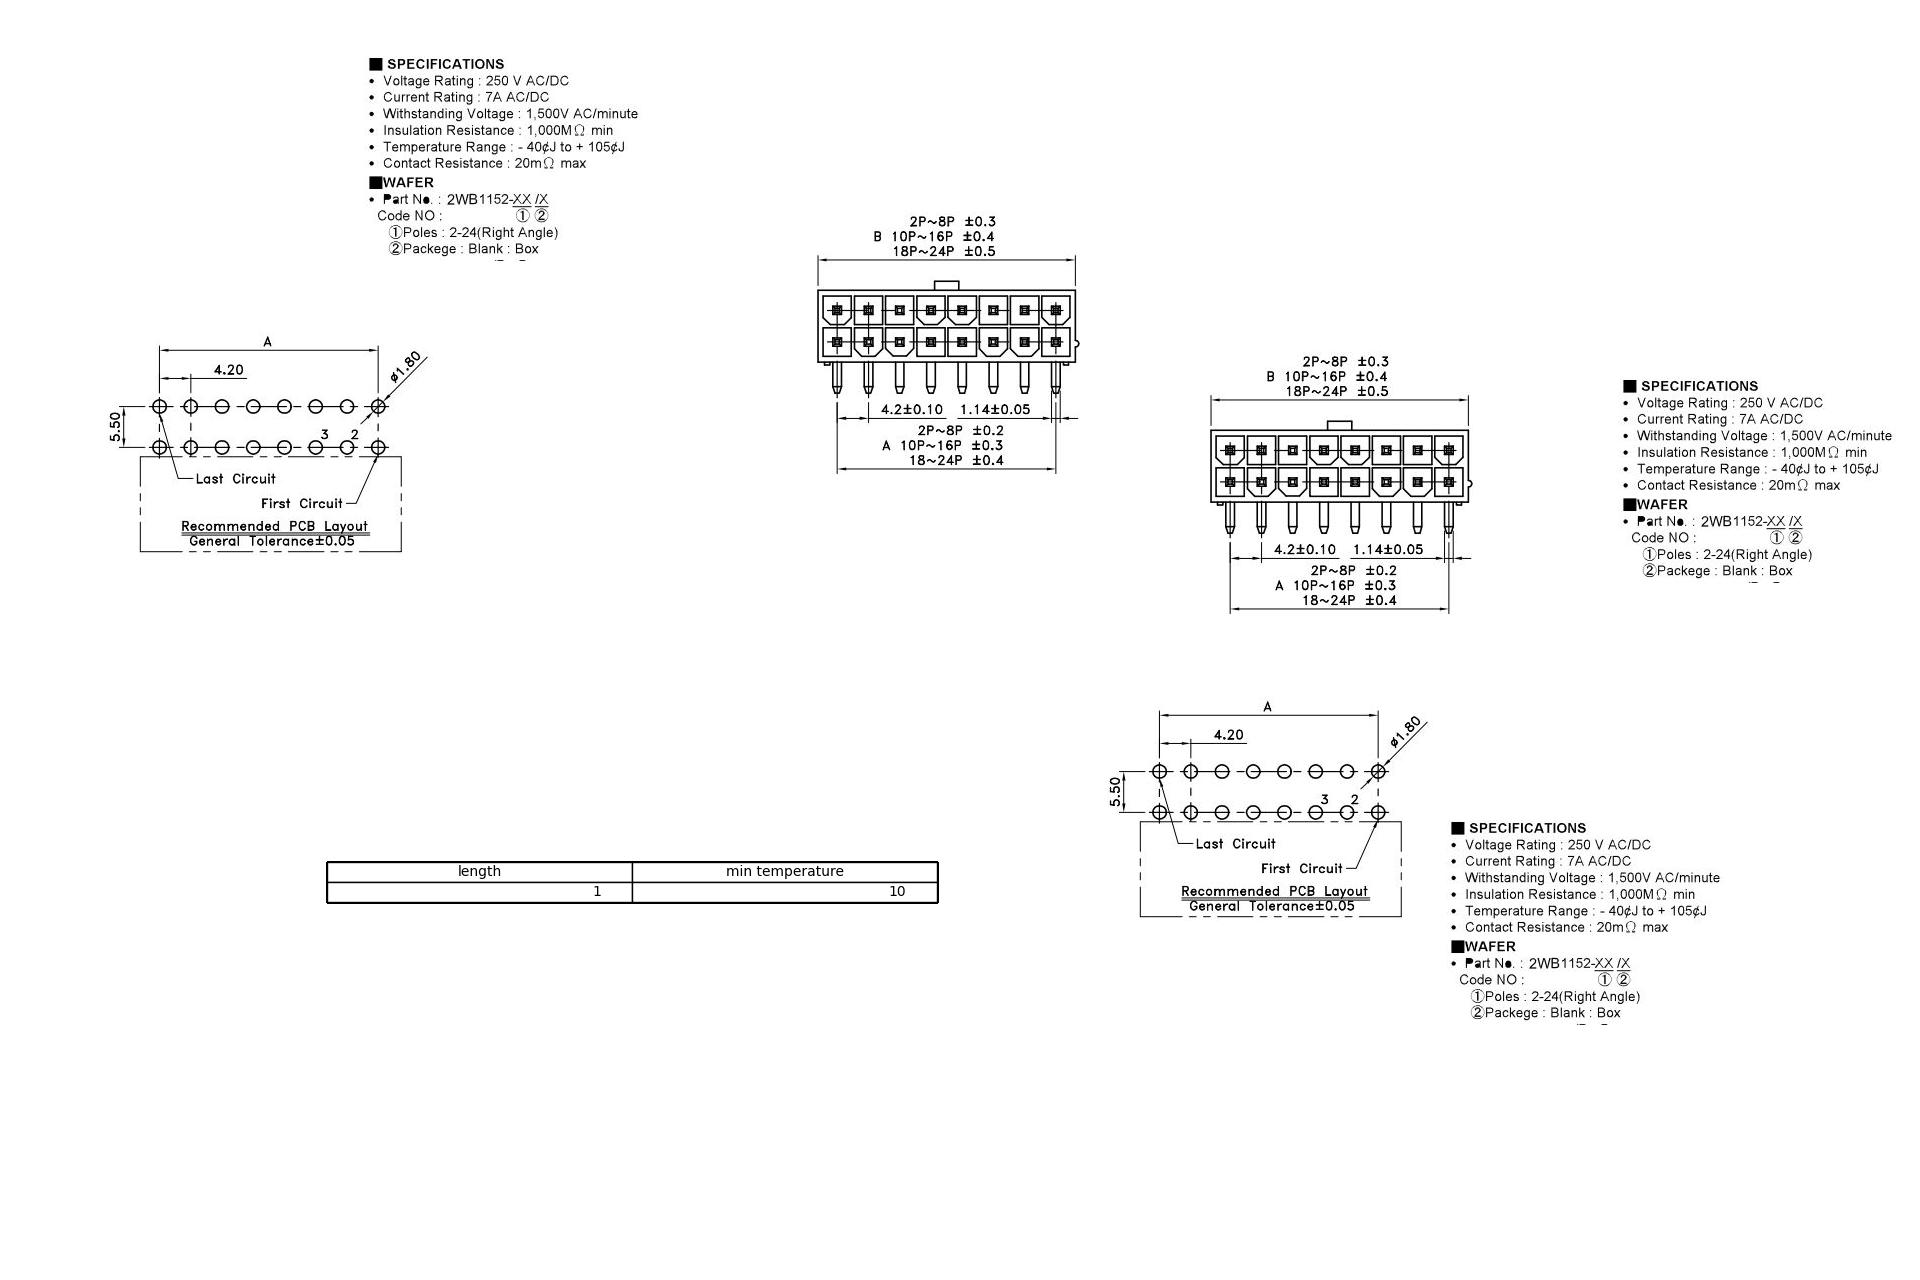 ■ SPECIFICATIONS
• Voltage Rating : 250 V AC/DC
• Current Rating : 7A AC/DC
• Withstanding Voltage : 1,500V AC/minute
• Insulation Resistance : 1,000MΩ min
• Temperature Range : - 40¢J to + 105¢J
• Contact Resistance : 20mΩ max
■WAFER
• Part No. : 2WB1152-XX /X
Code NO : ① ②
①Poles : 2-24(Right Angle)
②Packege : Blank : Box
2P~8P ±0.3
B 10P~16P ±0.4
18P~24P ±0.5
4.2±0.10 1.14±0.05
2P~8P ±0.2
A 10P~16P ±0.3
18~24P ±0.4
A
4.20
ø1.80
5.50
3 2
Last Circuit
First Circuit
Recommended PCB Layout
General Tolerance±0.05
2P~8P ±0.3
B 10P~16P ±0.4
18P~24P ±0.5
4.2±0.10 1.14±0.05
2P~8P ±0.2
A 10P~16P ±0.3
18~24P ±0.4
■ SPECIFICATIONS
• Voltage Rating : 250 V AC/DC
• Current Rating : 7A AC/DC
• Withstanding Voltage : 1,500V AC/minute
• Insulation Resistance : 1,000MΩ min
• Temperature Range : - 40¢J to + 105¢J
• Contact Resistance : 20mΩ max
■WAFER
• Part No. : 2WB1152-XX /X
Code NO : ① ②
①Poles : 2-24(Right Angle)
②Packege : Blank : Box
A
4.20
ø1.80
5.50
3 2
Last Circuit
First Circuit
Recommended PCB Layout
General Tolerance±0.05
length min temperature
1 10
■ SPECIFICATIONS
• Voltage Rating : 250 V AC/DC
• Current Rating : 7A AC/DC
• Withstanding Voltage : 1,500V AC/minute
• Insulation Resistance : 1,000MΩ min
• Temperature Range : - 40¢J to + 105¢J
• Contact Resistance : 20mΩ max
■WAFER
• Part No. : 2WB1152-XX /X
Code NO : ① ②
①Poles : 2-24(Right Angle)
②Packege : Blank : Box